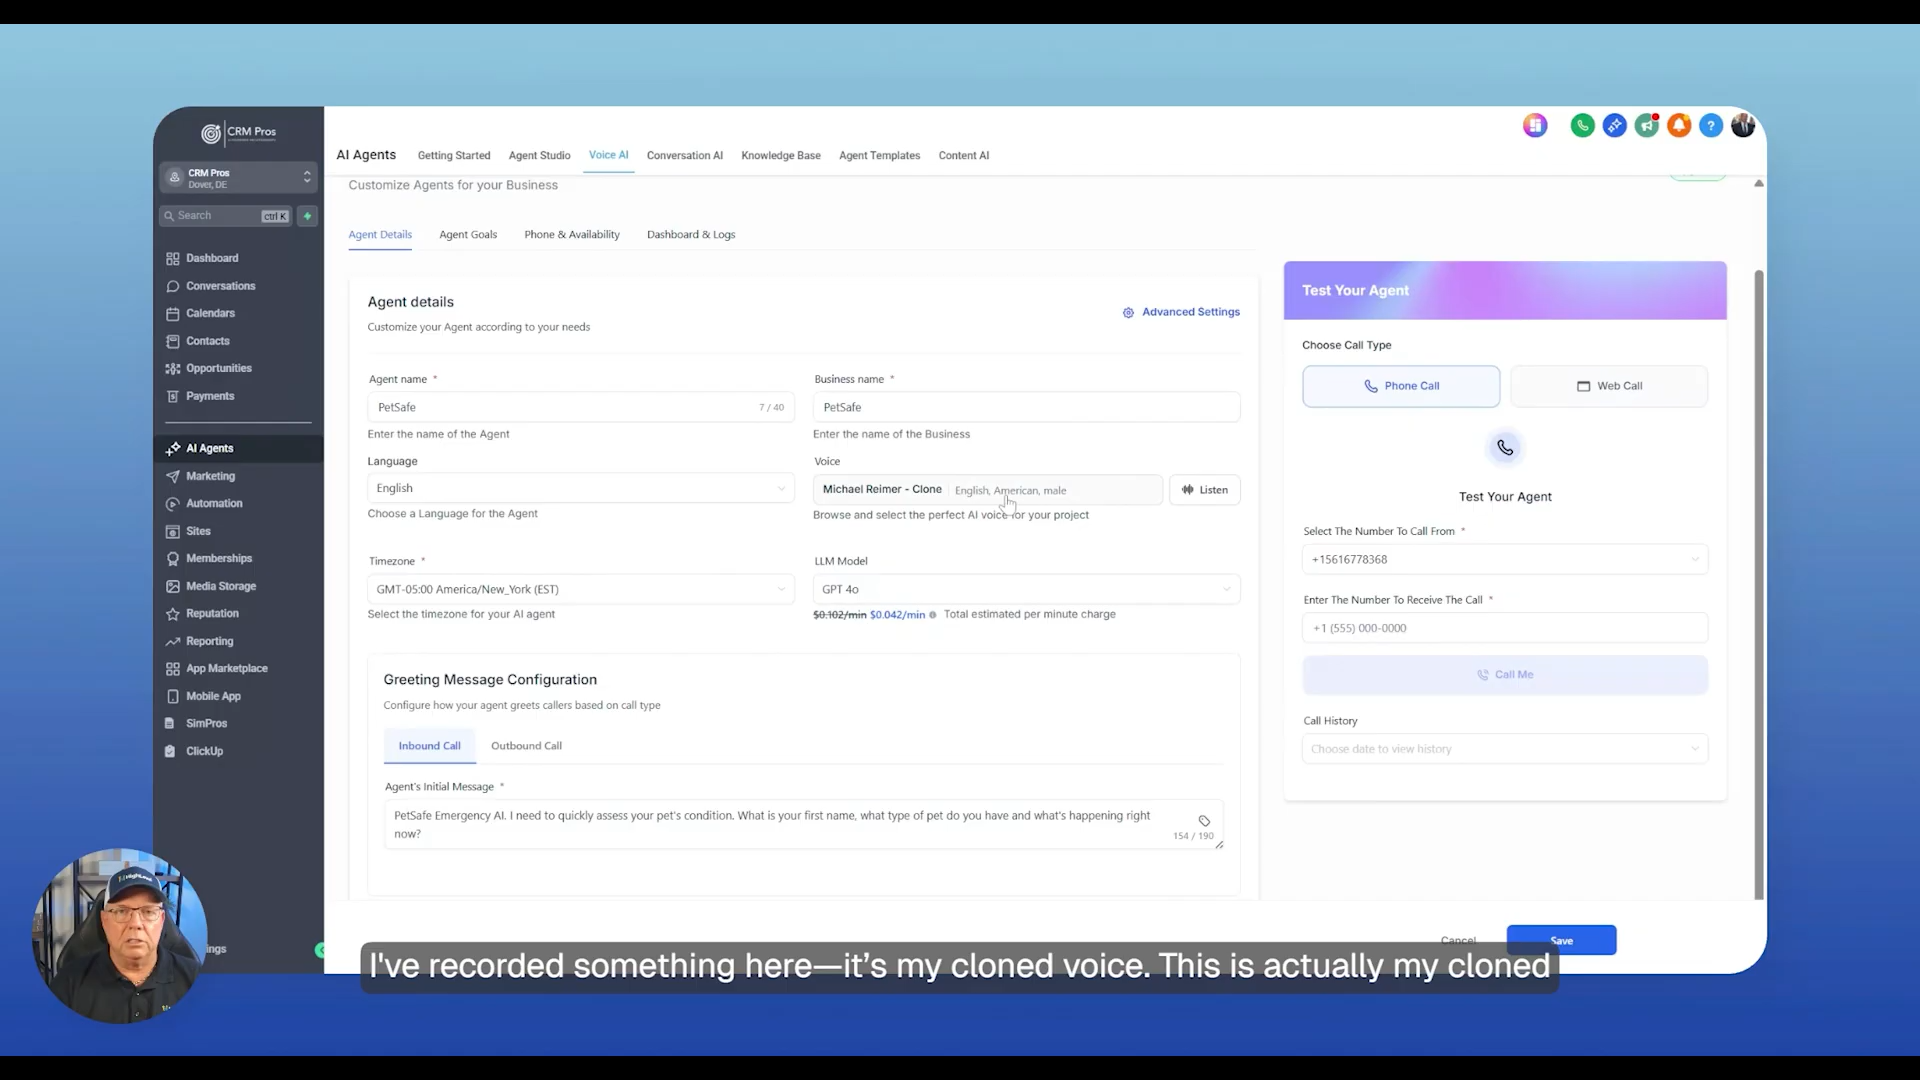 CRM Pros
CRM Pros
Dover, DE
Search
ctrl K
Dashboard
Conversations
Calendars
Contacts
Opportunities
Payments
AI Agents
Marketing
Automation
Sites
Memberships
Media Storage
Reputation
Reporting
App Marketplace
Mobile App
SimPros
ClickUp
ings
AI Agents
Getting Started
Agent Studio
Voice AI
Conversation AI
Knowledge Base
Agent Templates
Content AI
Customize Agents for your Business
Agent Details
Agent Goals
Phone & Availability
Dashboard & Logs
Agent details
Customize your Agent according to your needs
Advanced Settings
Agent name *
PetSafe
7 / 40
Enter the name of the Agent
Business name *
PetSafe
Enter the name of the Business
Language
English
Choose a Language for the Agent
Voice
Michael Reimer - Clone
English, American, male
Listen
Browse and select the perfect AI voice for your project
Timezone *
GMT-05:00 America/New_York (EST)
Select the timezone for your AI agent
LLM Model
GPT 4o
$0.102/min $0.042/min Total estimated per minute charge
Greeting Message Configuration
Configure how your agent greets callers based on call type
Inbound Call
Outbound Call
Agent's Initial Message *
PetSafe Emergency AI. I need to quickly assess your pet's condition. What is your first name, what type of pet do you have and what's happening right
now?
154 / 190
Test Your Agent
Choose Call Type
Phone Call
Web Call
Test Your Agent
Select The Number To Call From *
+15616778368
Enter The Number To Receive The Call *
+1 (555) 000-0000
Call Me
Call History
Choose date to view history
Cancel
Save
HighLevel
I've recorded something here—it's my cloned voice. This is actually my cloned